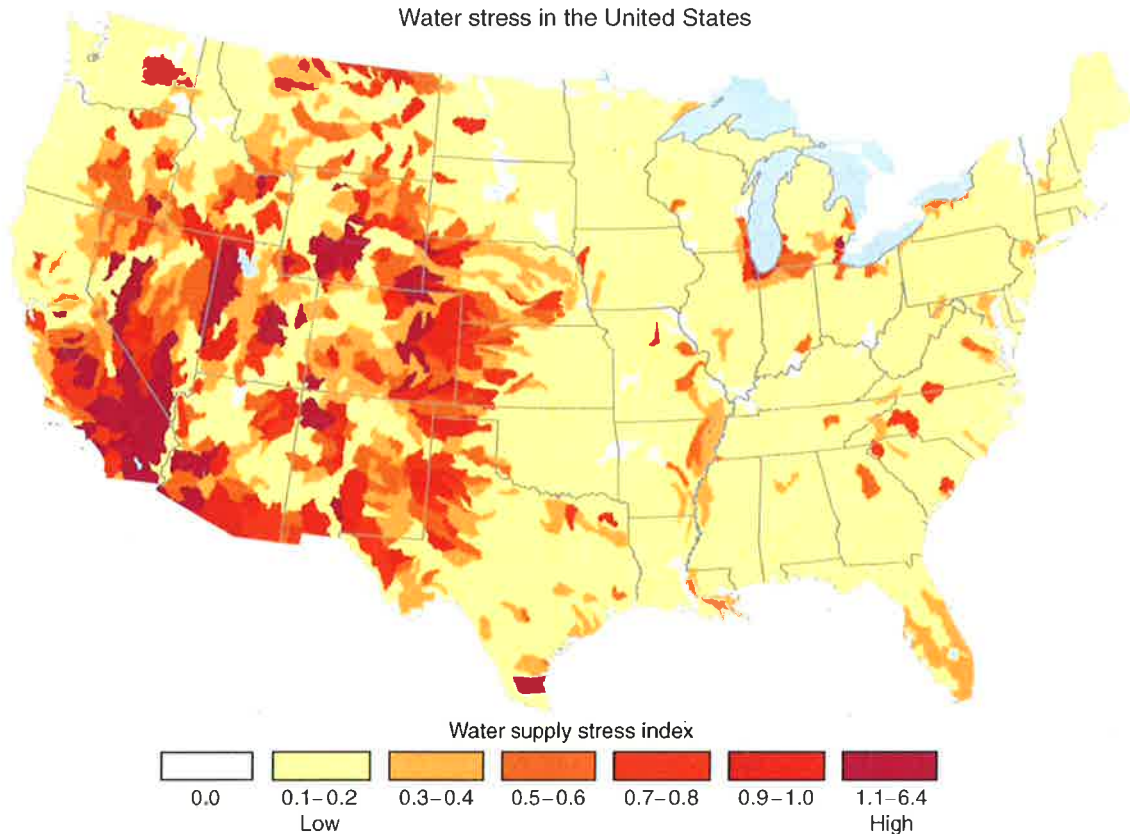 Water stress in the United States
Water supply stress index
0.0 0.1–0.2 0.3–0.4 0.5–0.6 0.7–0.8 0.9–1.0 1.1–6.4
Low High